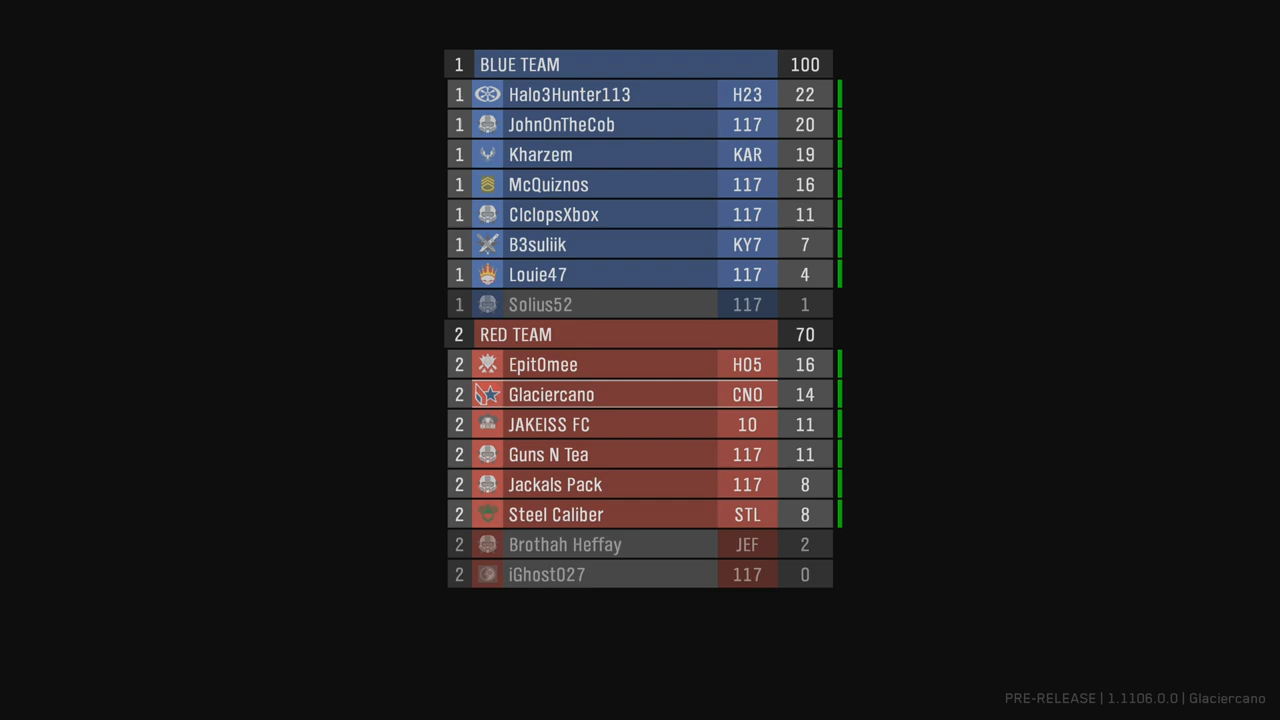 1 BLUE TEAM 100
1 Halo3Hunter113 H23 22
1 JohnOnTheCob 117 20
1 Kharzem KAR 19
1 McQuiznos 117 16
1 ClclopsXbox 117 11
1 B3suliik KY7 7
1 Louie47 117 4
1 Solius52 117 1
2 RED TEAM 70
2 Epit0mee H05 16
2 Glaciercano CNO 14
2 JAKEISS FC 10 11
2 Guns N Tea 117 11
2 Jackals Pack 117 8
2 Steel Caliber STL 8
2 Brothah Heffay JEF 2
2 iGhost027 117 0
PRE-RELEASE | 1.1106.0.0 | Glaciercano